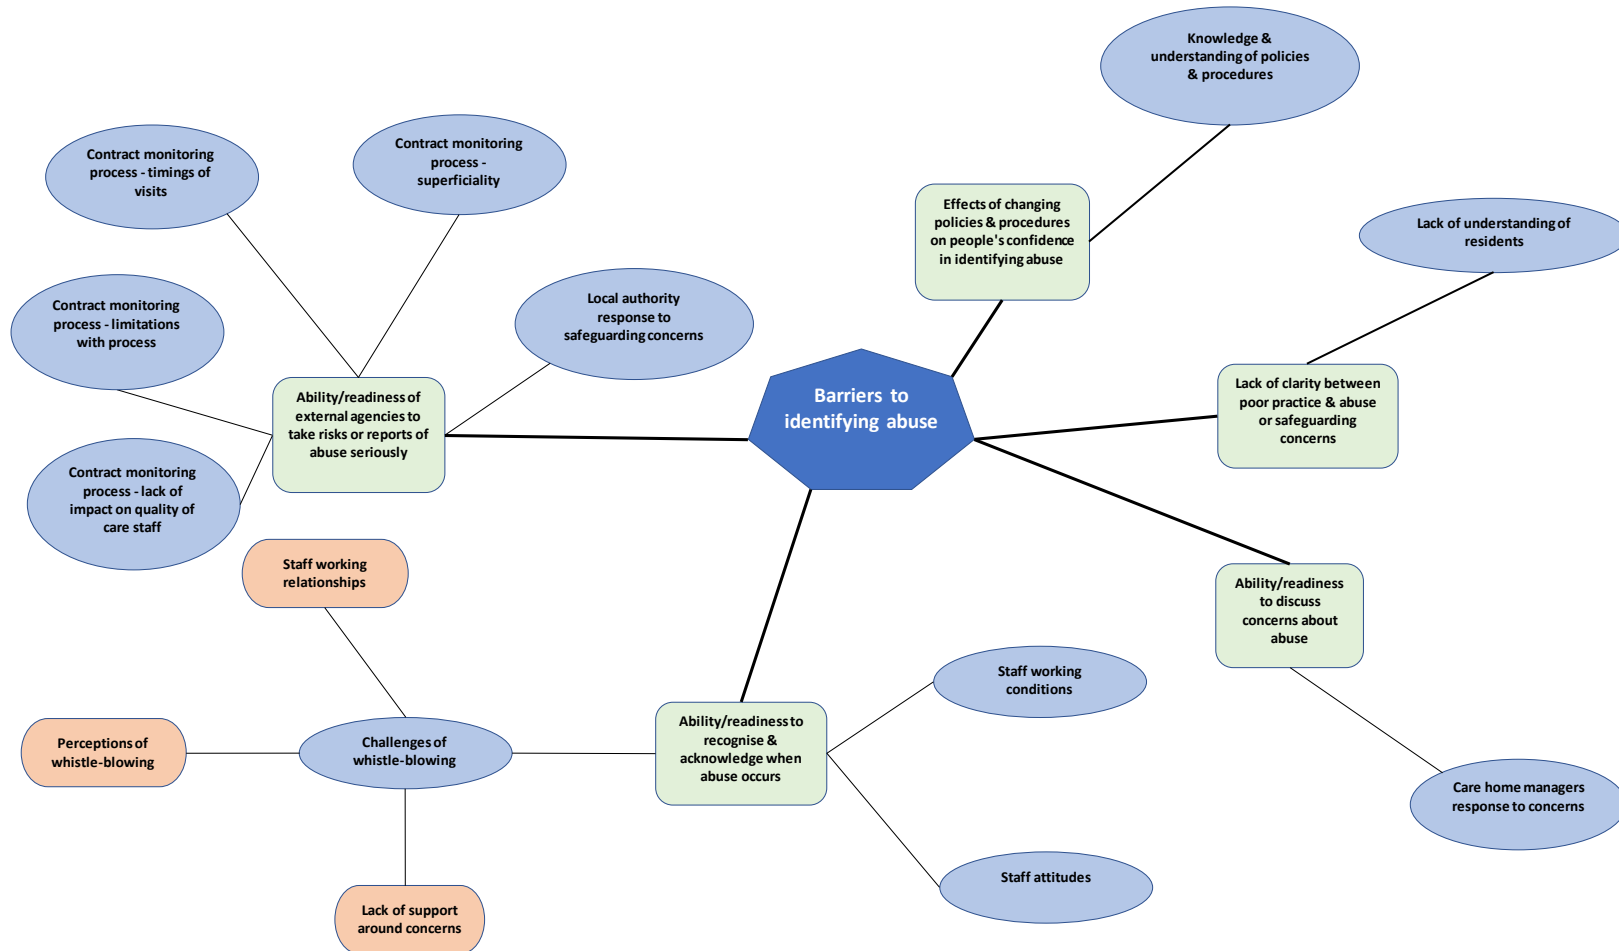 Knowledge &
understanding of policies
& procedures
Contract monitoring
process - timings of
visits
Contract monitoring
process -
superficiality
Effects of changing
policies & procedures
on people's confidence
in identifying abuse
Lack of understanding of
residents
Contract monitoring
process - limitations
with process
Local authority
response to
safeguarding concerns
Barriers to
identifying abuse
Lack of clarity between
poor practice & abuse
or safeguarding
concerns
Ability/readiness of
external agencies to
take risks or reports of
abuse seriously
Contract monitoring
process - lack of
impact on quality of
care staff
Staff working
relationships
Ability/readiness
to discuss
concerns about
abuse
Staff working
conditions
Perceptions of
whistle-blowing
Challenges of
whistle-blowing
Ability/readiness to
recognise &
acknowledge when
abuse occurs
Care home managers
response to concerns
Staff attitudes
Lack of support
around concerns